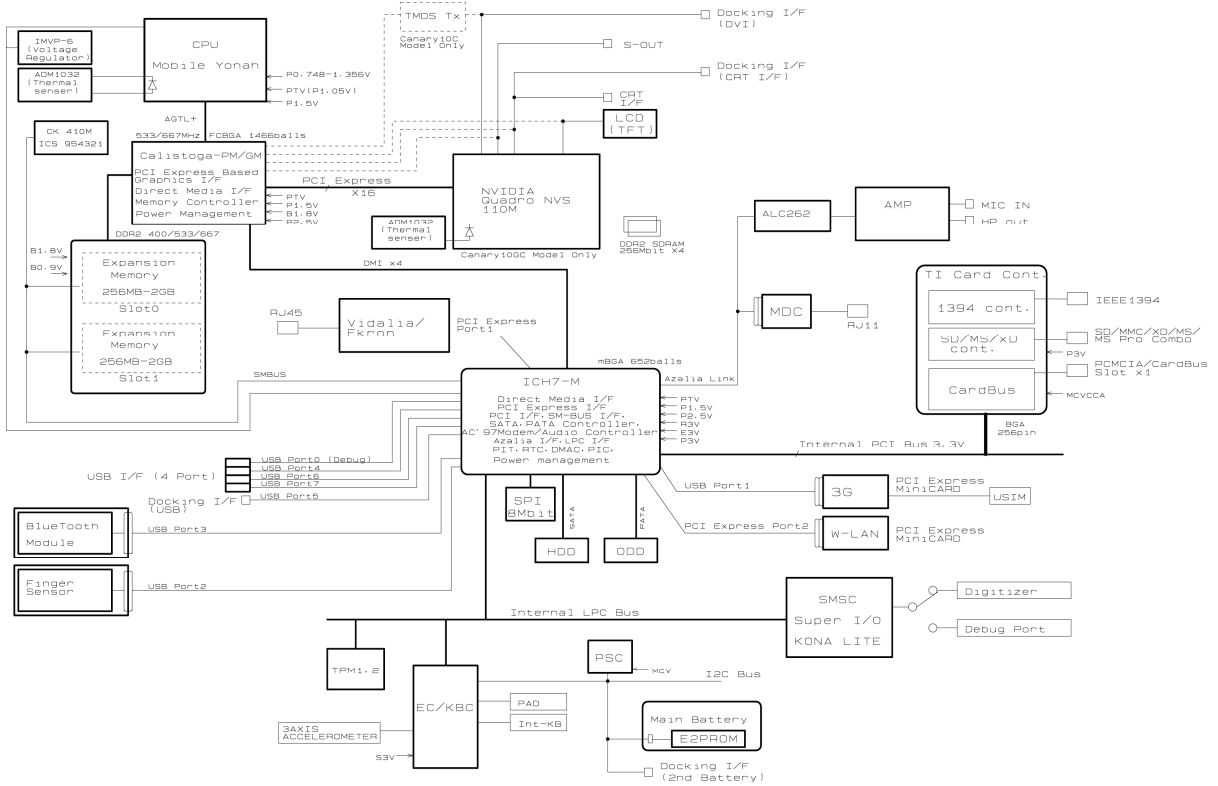 TMDS Tx
Canary10C
Model Only
Docking I/F
(DVI)
S-OUT
Docking I/F
(CRT I/F)
CRT
I/F
LCD
(TFT)
IMVP-6
(Voltage
Regulator)
ADM1032
(Thermal
senser)
CPU
Mobile Yonah
P0.748-1.356V
PTV(P1.05V)
P1.5V
AGTL+
533/667MHz FCBGA 1466balls
CK 410M
ICS 954321
Calistoga-PM/GM
PCI Express Based
Graphics I/F
Direct Media I/F
Memory Controller
Power Management
PTV
P1.5V
B1.8V
P2.5V
PCI Express
X16
NVIDIA
Quadro NVS
110M
ADM1032
(Thermal
senser)
Canary10GC Model Only
DDR2 SDRAM
256Mbit X4
DDR2 400/533/667
B1.8V
B0.9V
Expansion
Memory
256MB-2GB
Slot0
Expansion
Memory
256MB-2GB
Slot1
DMI x4
ALC262
AMP
MIC IN
HP out
MDC
RJ11
TI Card Cont.
1394 cont.
SD/MS/xD
cont.
CardBus
IEEE1394
SD/MMC/XD/MS/
MS Pro Combo
P3V
PCMCIA/CardBus
Slot x1
MCVCCA
BGA
256pin
RJ45
Vidalia/
Ekron
PCI Express
Port1
mBGA 652balls
SMBUS
Azalia Link
ICH7-M
Direct Media I/F
PCI Express I/F
PCI I/F, SM-BUS I/F,
SATA, PATA Controller,
AC'97Modem/Audio Controller
Azalia I/F, LPC I/F
PIT, RTC, DMAC, PIC,
Power management
PTV
P1.5V
P2.5V
R3V
E3V
P3V
Internal PCI Bus 3.3V
USB I/F (4 Port)
USB Port0 (Debug)
USB Port4
USB Port6
USB Port7
Docking I/F
(USB)
USB Port5
BlueTooth
Module
USB Port3
Finger
Sensor
USB Port2
SPI
8Mbit
SATA
HDD
PATA
ODD
USB Port1
3G
PCI Express
MiniCARD
USIM
PCI Express Port2
W-LAN
PCI Express
MiniCARD
Internal LPC Bus
SMSC
Super I/O
KONA LITE
Digitizer
Debug Port
TPM1.2
EC/KBC
PSC
MCV
I2C Bus
PAD
Int-KB
3AXIS
ACCELEROMETER
S3V
Main Battery
E2PROM
Docking I/F
(2nd Battery)